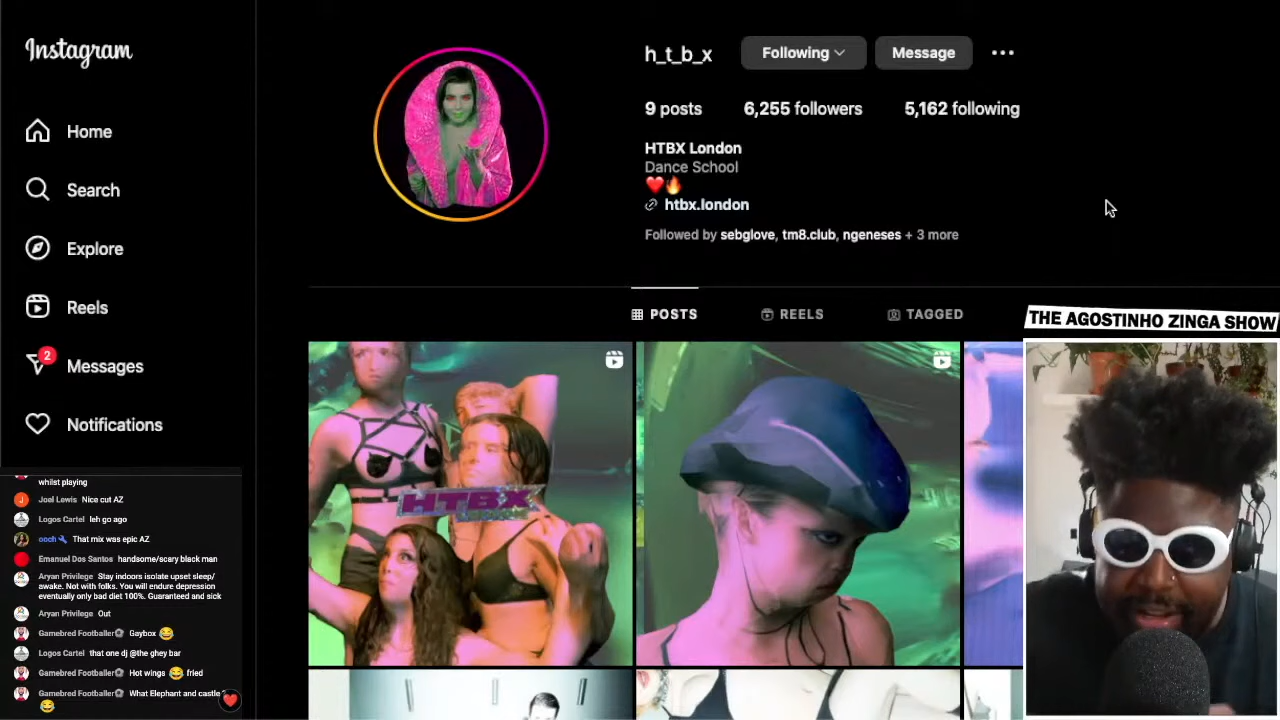 Instagram
Home
Search
Explore
Reels
2
Messages
Notifications
h_t_b_x
Following
Message
9 posts
6,255 followers
5,162 following
HTBX London
Dance School
❤️🔥
htbx.london
Followed by sebglove, tm8.club, ngeneses + 3 more
POSTS
REELS
TAGGED
HTBX
THE AGOSTINHO ZINGA SHOW
whilst playing
Joel Lewis Nice cut AZ
Logos Cartel leh go ago
ooch That mix was epic AZ
Emanuel Dos Santos handsome/scary black man
Aryan Privilege Stay indoors isolate upset sleep/
awake. Not with folks. You will endure depression
eventually only bad diet 100%. Guaranteed and sick
Aryan Privilege Out
Gamebred Footballer Gaybox 😂
Logos Cartel that one dj @the ghey bar
Gamebred Footballer Hot wings 😂 fried
Gamebred Footballer What Elephant and castle
😂